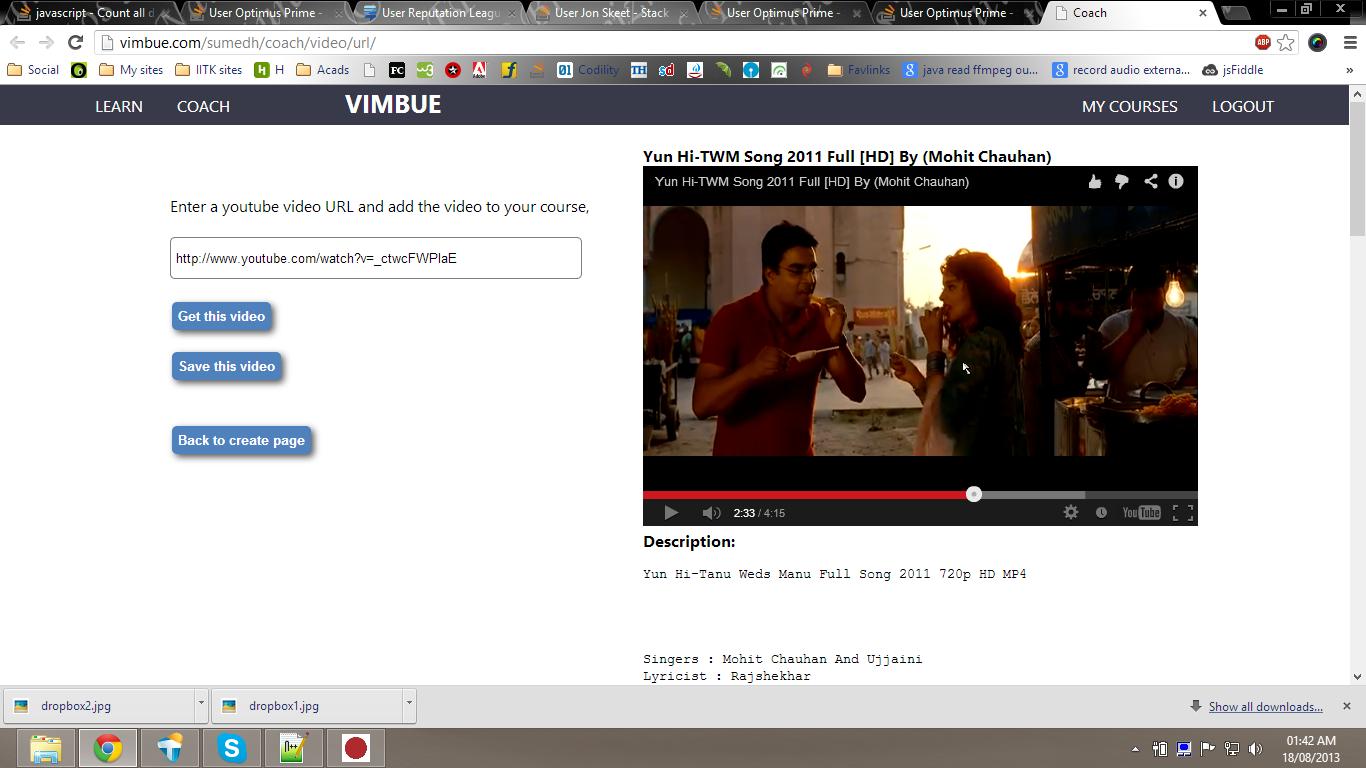 javascript - Count all d
User Optimus Prime -
User Reputation Leagu
User Jon Skeet - Stack
User Optimus Prime -
User Optimus Prime -
Coach
vimbue.com/sumedh/coach/video/url/
ABP
Social
My sites
IITK sites
H
Acads
FC
w3
Codility
TH
sd
Favlinks
java read ffmpeg ou...
record audio externa...
jsFiddle
»
LEARN
COACH
VIMBUE
MY COURSES
LOGOUT
Yun Hi-TWM Song 2011 Full [HD] By (Mohit Chauhan)
Yun Hi-TWM Song 2011 Full [HD] By (Mohit Chauhan)
Enter a youtube video URL and add the video to your course,
http://www.youtube.com/watch?v=_ctwcFWPlaE
Get this video
Save this video
Back to create page
2:33 / 4:15
YouTube
Description:
Yun Hi-Tanu Weds Manu Full Song 2011 720p HD MP4
Singers : Mohit Chauhan And Ujjaini
Lyricist : Rajshekhar
dropbox2.jpg
dropbox1.jpg
Show all downloads...
01:42 AM
18/08/2013